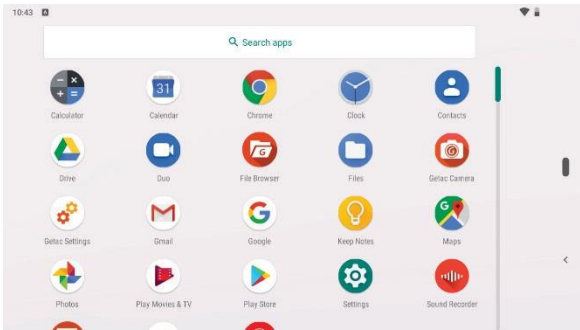 10:43
Search apps
Calculator
Calendar
31
Chrome
Clock
Contacts
Drive
Duo
File Browser
Files
Getac Camera
Getac Settings
Gmail
Google
Keep Notes
Maps
Photos
Play Movies & TV
Play Store
Settings
Sound Recorder